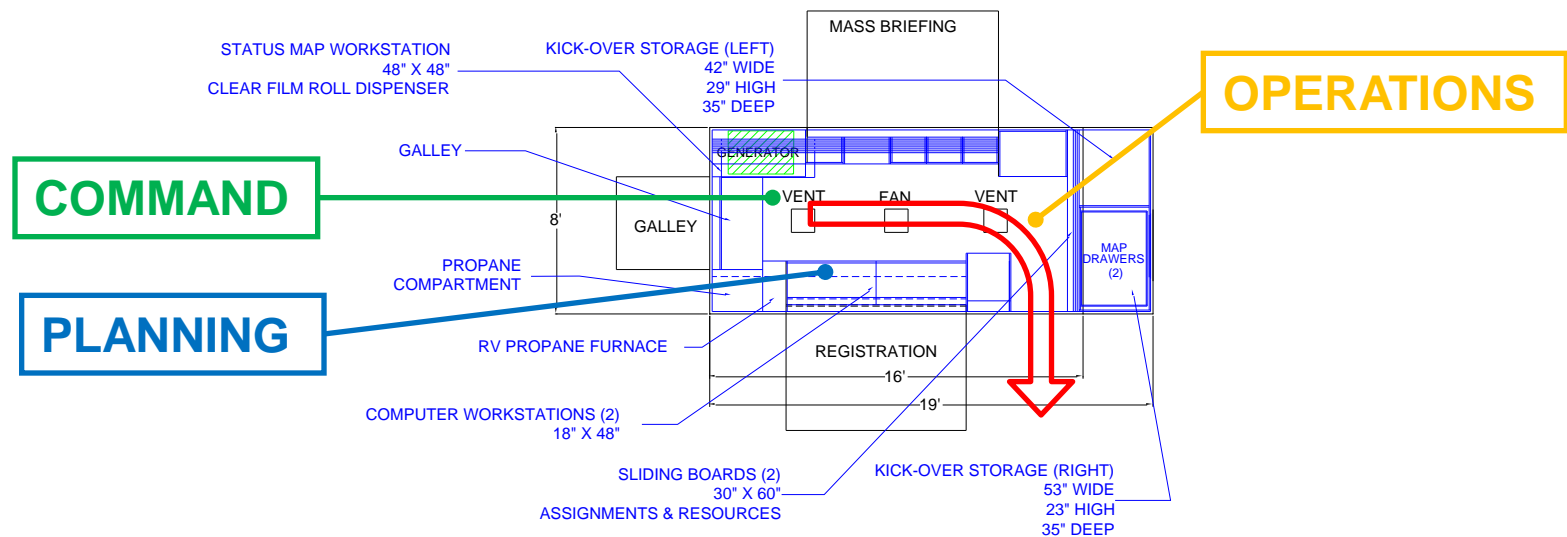 MASS BRIEFING
STATUS MAP WORKSTATION
48" X 48"
CLEAR FILM ROLL DISPENSER
KICK-OVER STORAGE (LEFT)
42" WIDE
29" HIGH
35" DEEP
OPERATIONS
GALLEY
GENERATOR
COMMAND
VENT
FAN
VENT
8'
GALLEY
MAP
DRAWERS
(2)
PROPANE
COMPARTMENT
PLANNING
RV PROPANE FURNACE
REGISTRATION
16'
19'
COMPUTER WORKSTATIONS (2)
18" X 48"
SLIDING BOARDS (2)
30" X 60"
ASSIGNMENTS & RESOURCES
KICK-OVER STORAGE (RIGHT)
53" WIDE
23" HIGH
35" DEEP